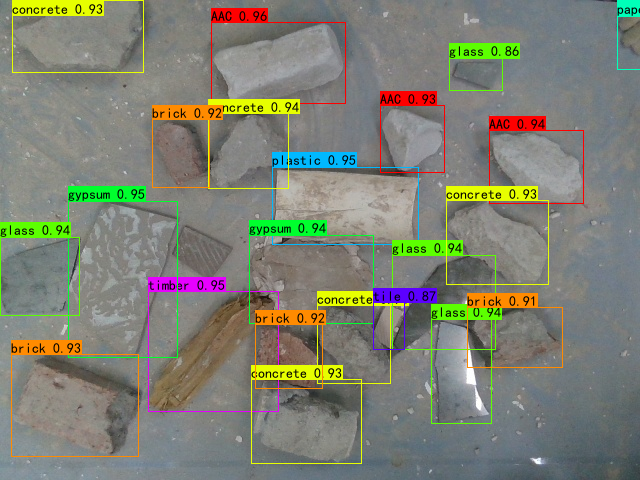 concrete 0.93
AAC 0.96
pape
glass 0.86
AAC 0.93
brick 0.92
ncrete 0.94
AAC 0.94
plastic 0.95
gypsum 0.95
concrete 0.93
glass 0.94
gypsum 0.94
glass 0.94
timber 0.95
concrete
tile 0.87
brick 0.91
glass 0.94
brick 0.92
brick 0.93
concrete 0.93